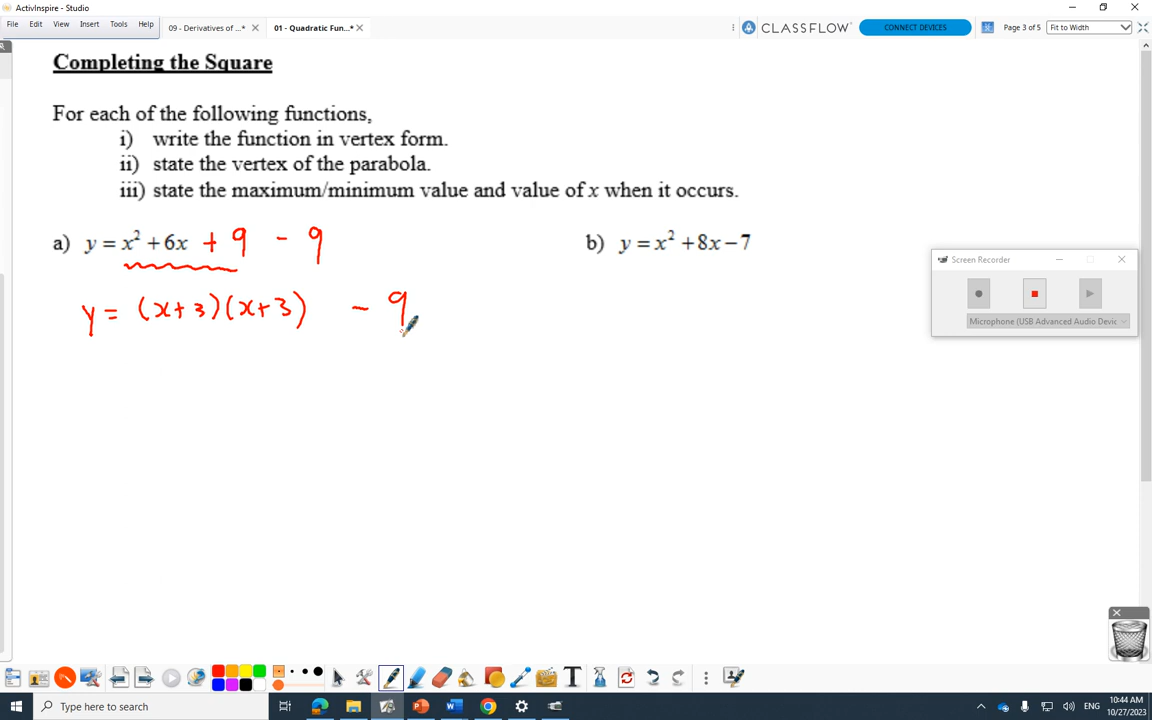 ActivInspire - Studio
File Edit View Insert Tools Help
09 - Derivatives of ...*
01 - Quadratic Fun...*
CLASSFLOW
CONNECT DEVICES
Page 3 of 5
Fit to Width
Completing the Square
For each of the following functions,
i) write the function in vertex form.
ii) state the vertex of the parabola.
iii) state the maximum/minimum value and value of x when it occurs.
a) y = x² + 6x + 9 - 9
b) y = x² + 8x − 7
y = (x+3)(x+3) - 9
Screen Recorder
Microphone (USB Advanced Audio Devic
Type here to search
ENG
10:44 AM
10/27/2023